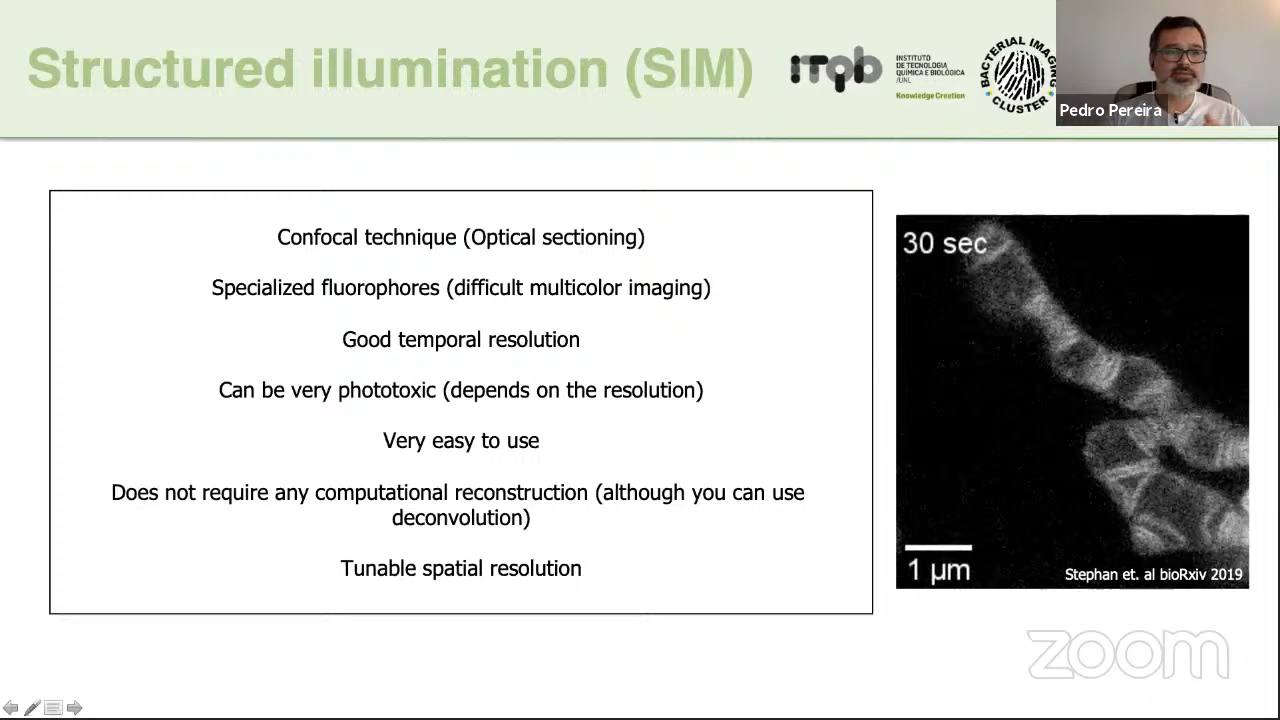 Structured illumination (SIM)
iTqb
INSTITUTO
DE TECNOLOGIA
QUÍMICA E BIOLÓGICA
/UNL
Knowledge Creation
BACTERIAL IMAGING
CLUSTER
Pedro Pereira
Confocal technique (Optical sectioning)
Specialized fluorophores (difficult multicolor imaging)
Good temporal resolution
Can be very phototoxic (depends on the resolution)
Very easy to use
Does not require any computational reconstruction (although you can use
deconvolution)
Tunable spatial resolution
30 sec
1 µm
Stephan et. al bioRxiv 2019
zoom